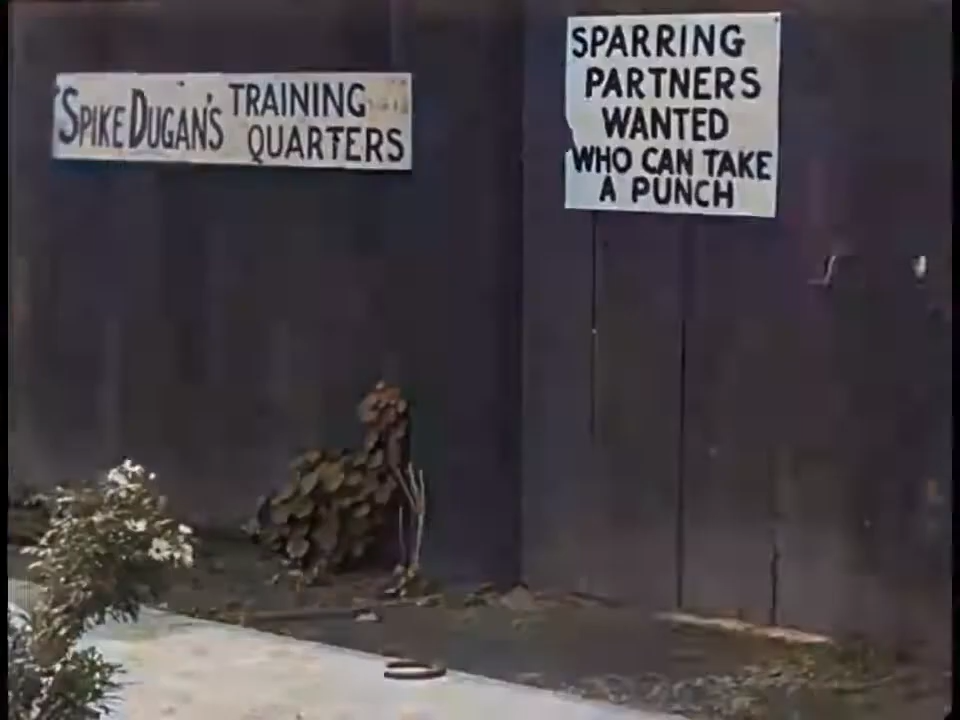 SPIKE DUGAN'S TRAINING
QUARTERS
SPARRING
PARTNERS
WANTED
WHO CAN TAKE
A PUNCH